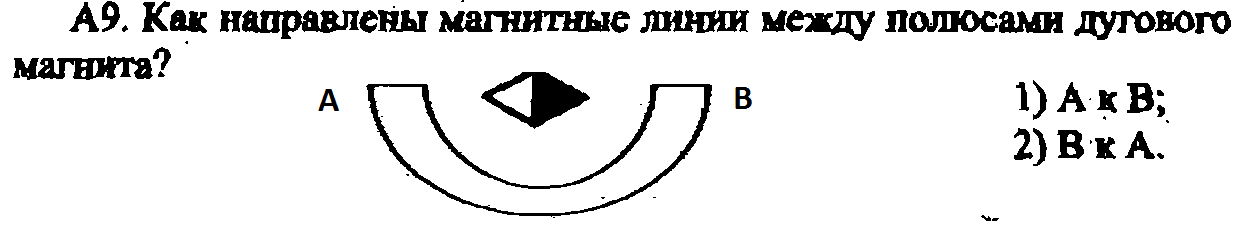 А9. Как направлены магнитные линии между полюсами дугового
магнита?
А
В
1) А к В;
2) В к А.